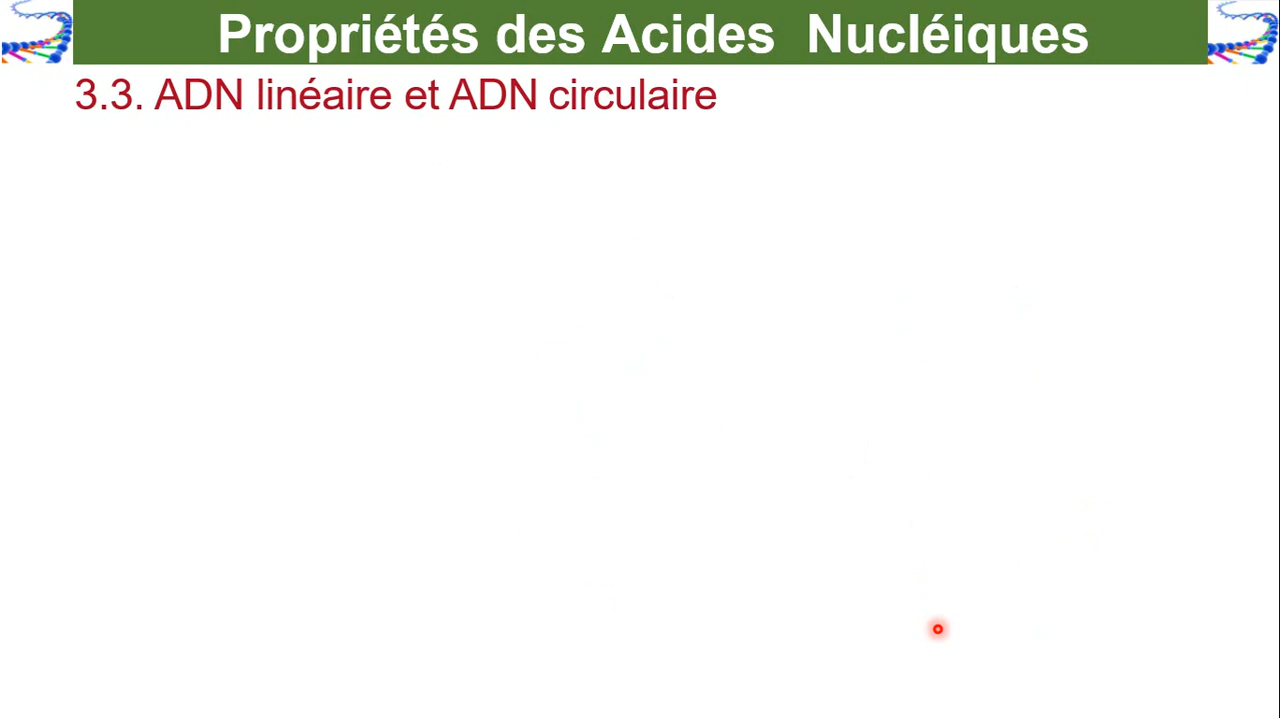 Propriétés des Acides  Nucléiques
3.3. ADN linéaire et ADN circulaire